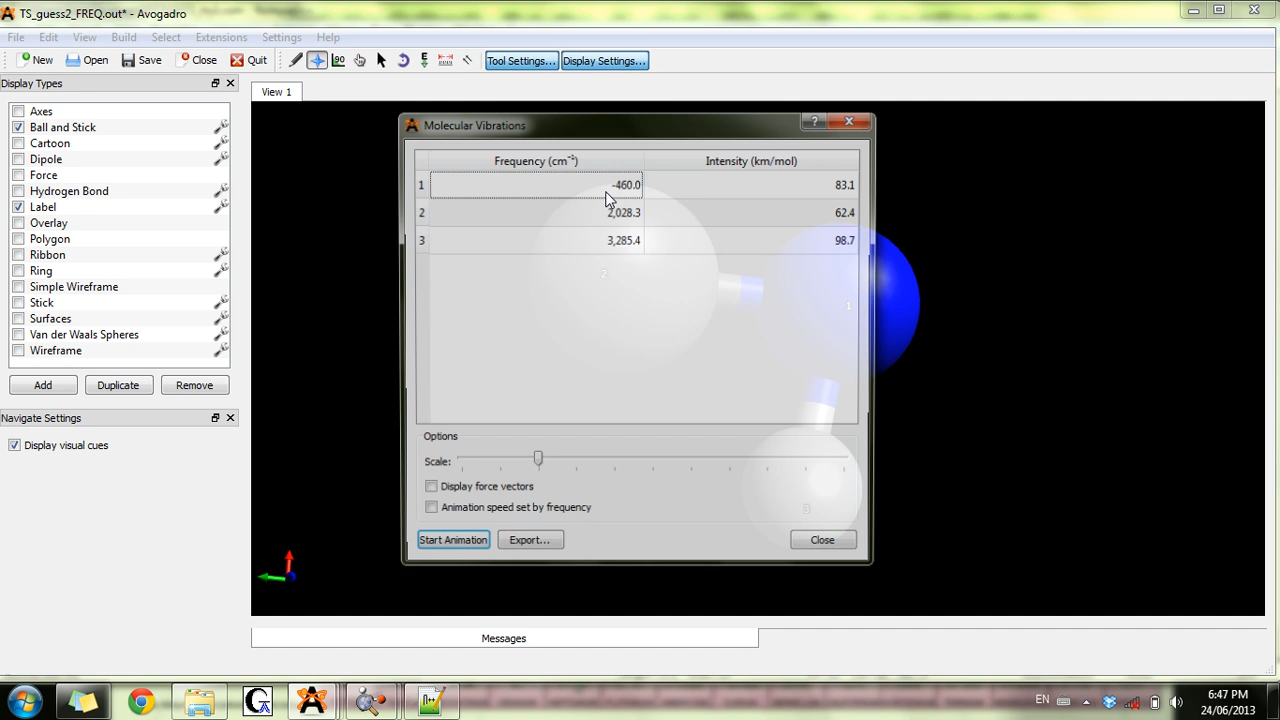 TS_guess2_FREQ.out* - Avogadro
File Edit View Build Select Extensions Settings Help
New Open Save Close Quit Tool Settings... Display Settings...
Display Types
View 1
Axes
Ball and Stick
Cartoon
Dipole
Force
Hydrogen Bond
Label
Overlay
Polygon
Ribbon
Ring
Simple Wireframe
Stick
Surfaces
Van der Waals Spheres
Wireframe
Add Duplicate Remove
Navigate Settings
Display visual cues
Molecular Vibrations
Frequency (cm⁻¹) Intensity (km/mol)
1 -460.0 83.1
2 2,028.3 62.4
3 3,285.4 98.7
2
1
3
Options
Scale:
Display force vectors
Animation speed set by frequency
Start Animation Export... Close
Messages
EN
6:47 PM
24/06/2013